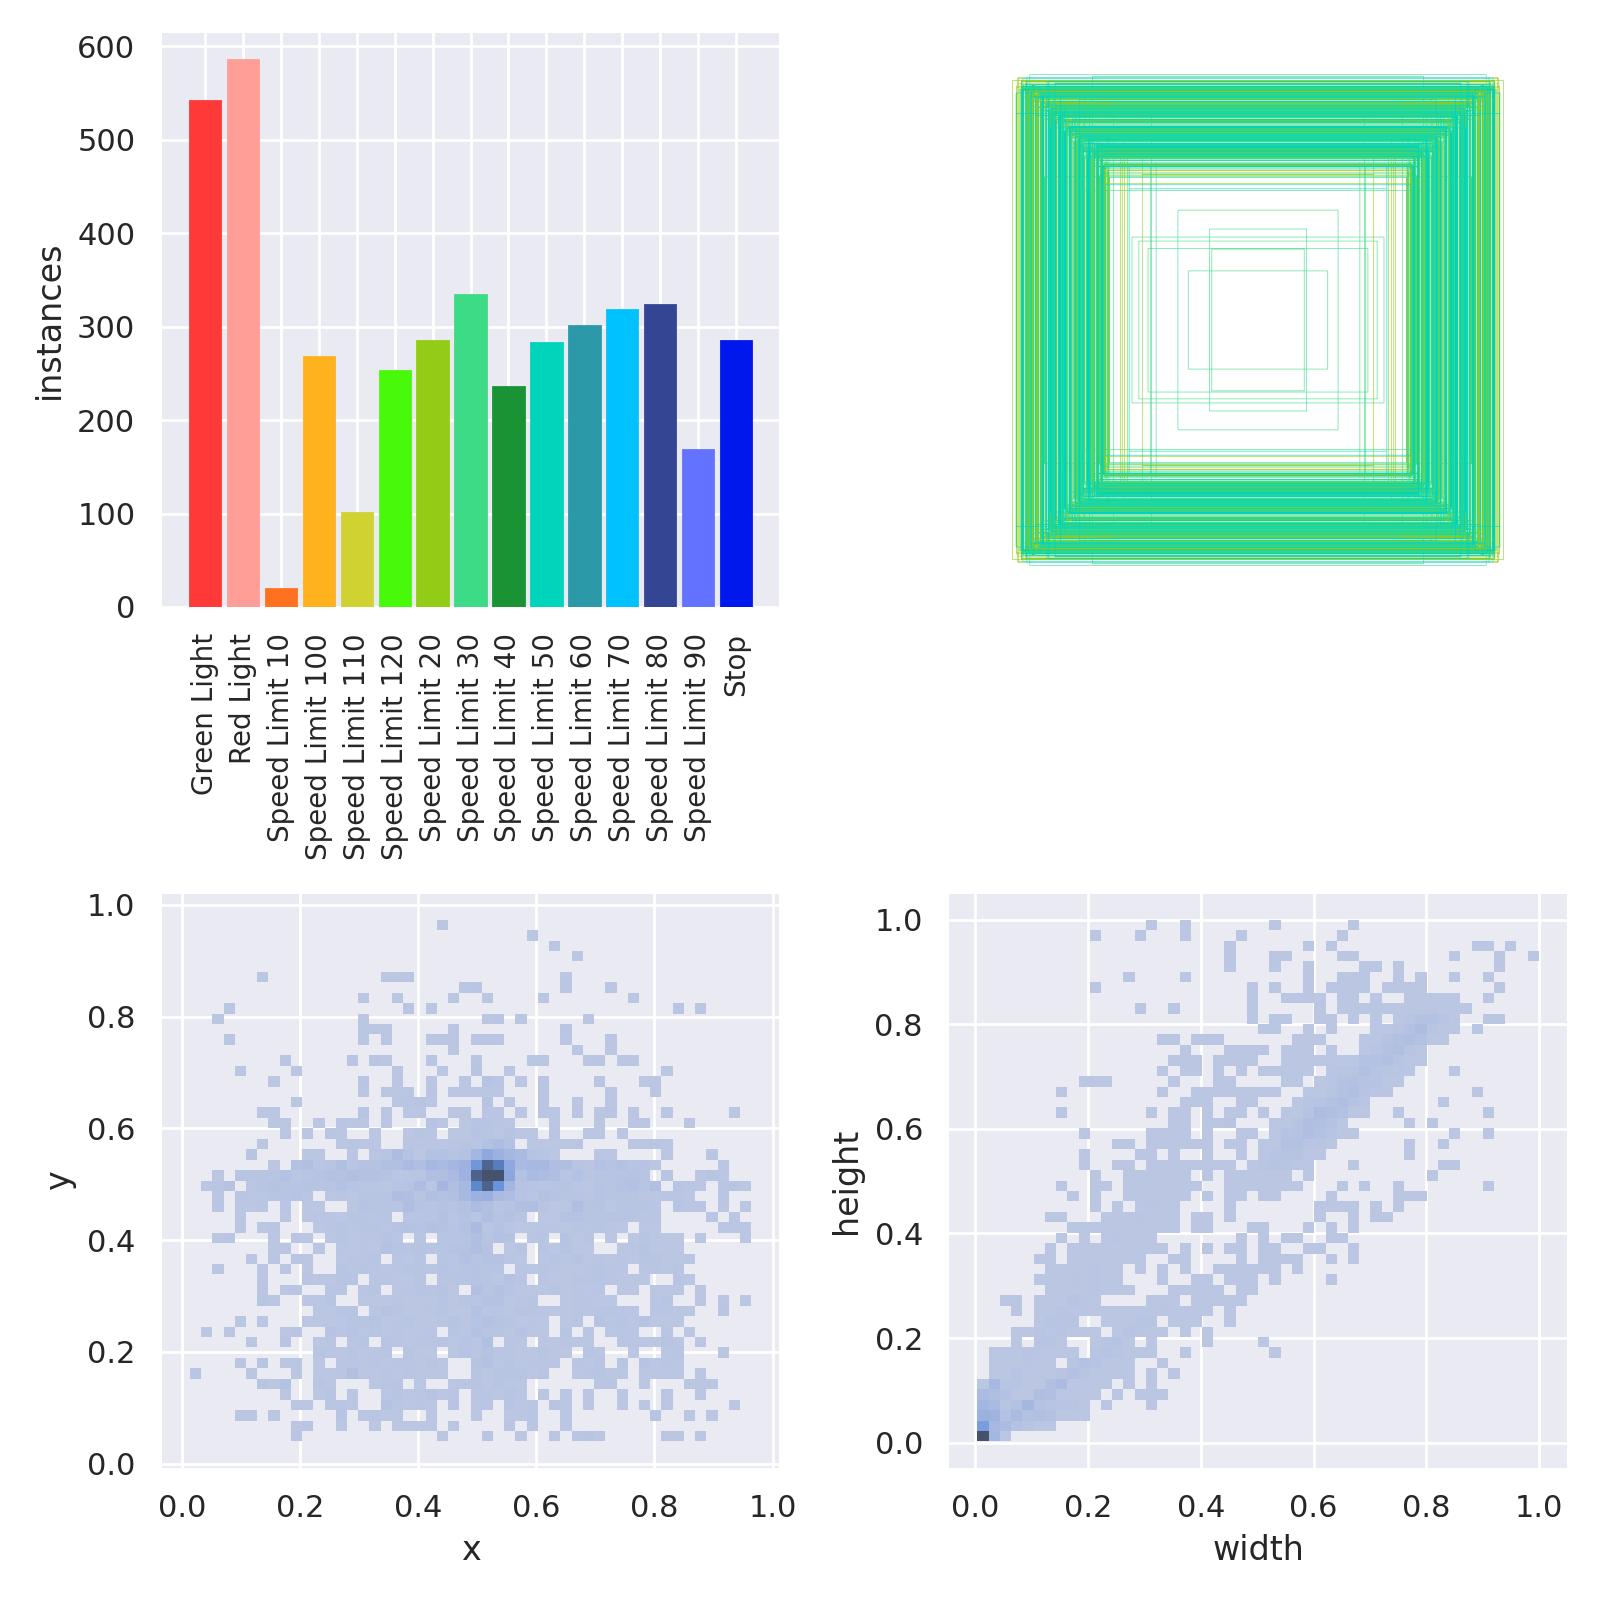 600
500
400
300
200
100
0
instances
Green Light
Red Light
Speed Limit 10
Speed Limit 100
Speed Limit 110
Speed Limit 120
Speed Limit 20
Speed Limit 30
Speed Limit 40
Speed Limit 50
Speed Limit 60
Speed Limit 70
Speed Limit 80
Speed Limit 90
Stop
1.0
0.8
0.6
0.4
0.2
0.0
y
0.0 0.2 0.4 0.6 0.8 1.0
x
1.0
0.8
0.6
0.4
0.2
0.0
height
0.0 0.2 0.4 0.6 0.8 1.0
width